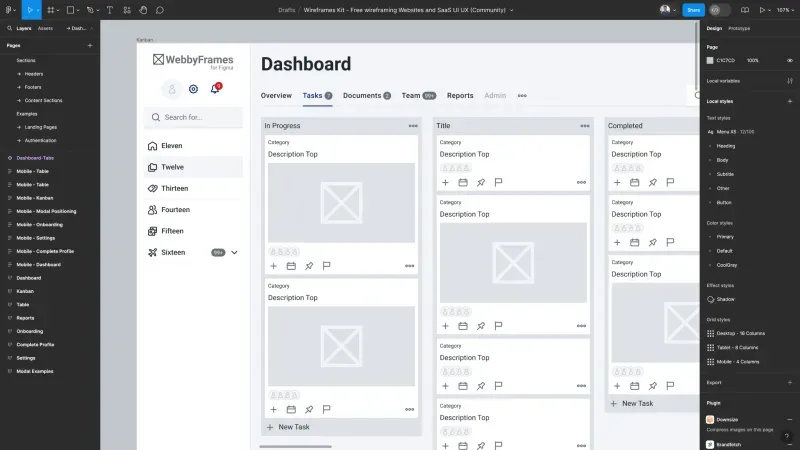 Drafts / Wireframes Kit - Free wireframing Websites and SaaS UI UX (Community)
Share
107%
Layers Assets
Dash...
Pages
Sections
→ Headers
→ Footers
→ Content Sections
Examples
→ Landing Pages
→ Authentication
Dashboard-Tabs
Mobile - Table
Mobile - Table
Mobile - Kanban
Mobile - Modal Positioning
Mobile - Onboarding
Mobile - Settings
Mobile - Complete Profile
Mobile - Dashboard
Dashboard
Kanban
Table
Reports
Onboarding
Complete Profile
Settings
Modal Examples
Kanban
WebbyFrames
for Figma
Search for...
Eleven
Twelve
Thirteen
Fourteen
Fifteen
Sixteen 99+
Dashboard
Overview Tasks 7 Documents 2 Team 99+ Reports Admin
In Progress
Category
Description Top
Category
Description Top
+ New Task
Title
Category
Description Top
Category
Description Top
Category
Description Top
Category
Description Top
Completed
Category
Description Top
Category
Description Top
Category
Description Top
+ New Task
Design Prototype
Page
C1C7CD 100%
Local variables
Local styles
Text styles
Ag Menu XS · 12/100
Heading
Body
Subtitle
Other
Button
Color styles
Primary
Default
CoolGray
Effect styles
Shadow
Grid styles
Desktop - 16 Columns
Tablet - 8 Columns
Mobile - 4 Columns
Export
Plugin
Downsize
Compress images on this page
Brandfetch
?